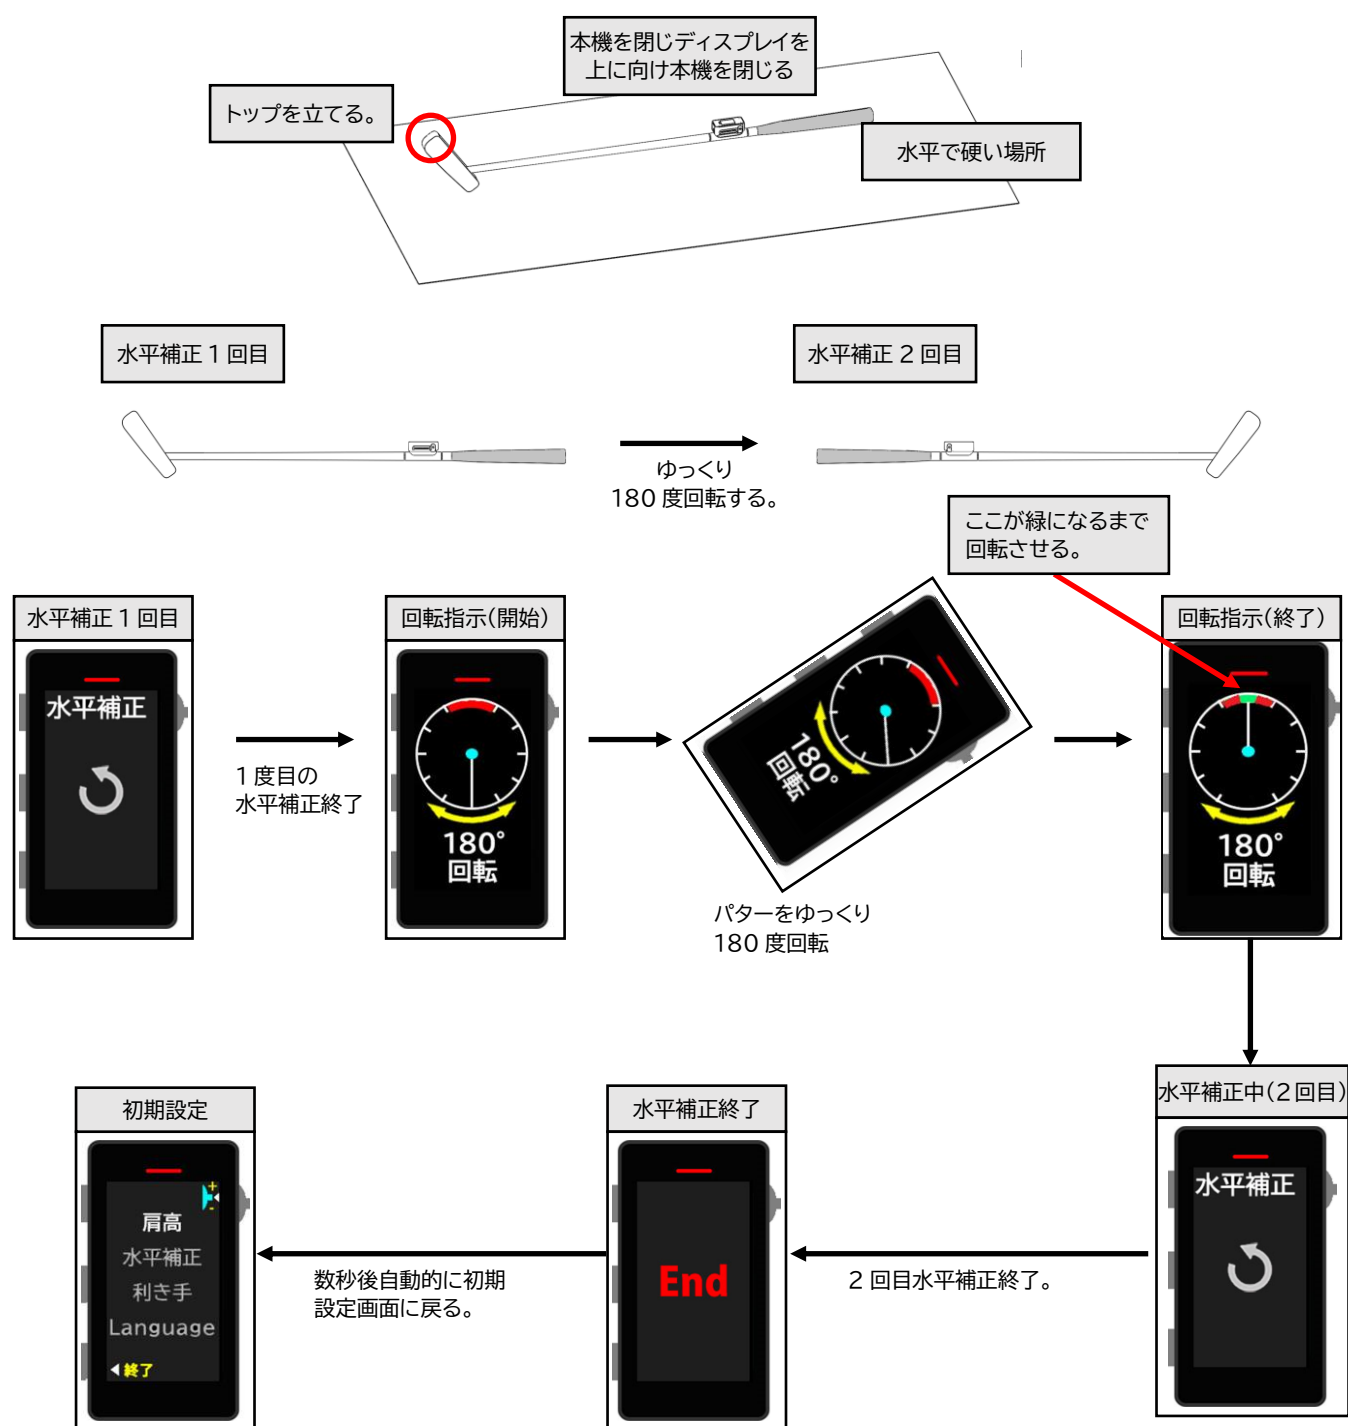 本機を閉じディスプレイを
上に向け本機を閉じる
トップを立てる。
水平で硬い場所
水平補正1回目
水平補正2回目
ゆっくり
180度回転する。
ここが緑になるまで
回転させる。
水平補正1回目
水平補正
1度目の
水平補正終了
回転指示(開始)
180°
回転
180°
回転
パターをゆっくり
180度回転
回転指示(終了)
180°
回転
水平補正中(2回目)
水平補正
2回目水平補正終了。
水平補正終了
End
数秒後自動的に初期
設定画面に戻る。
初期設定
+
-
肩高
水平補正
利き手
Language
終了